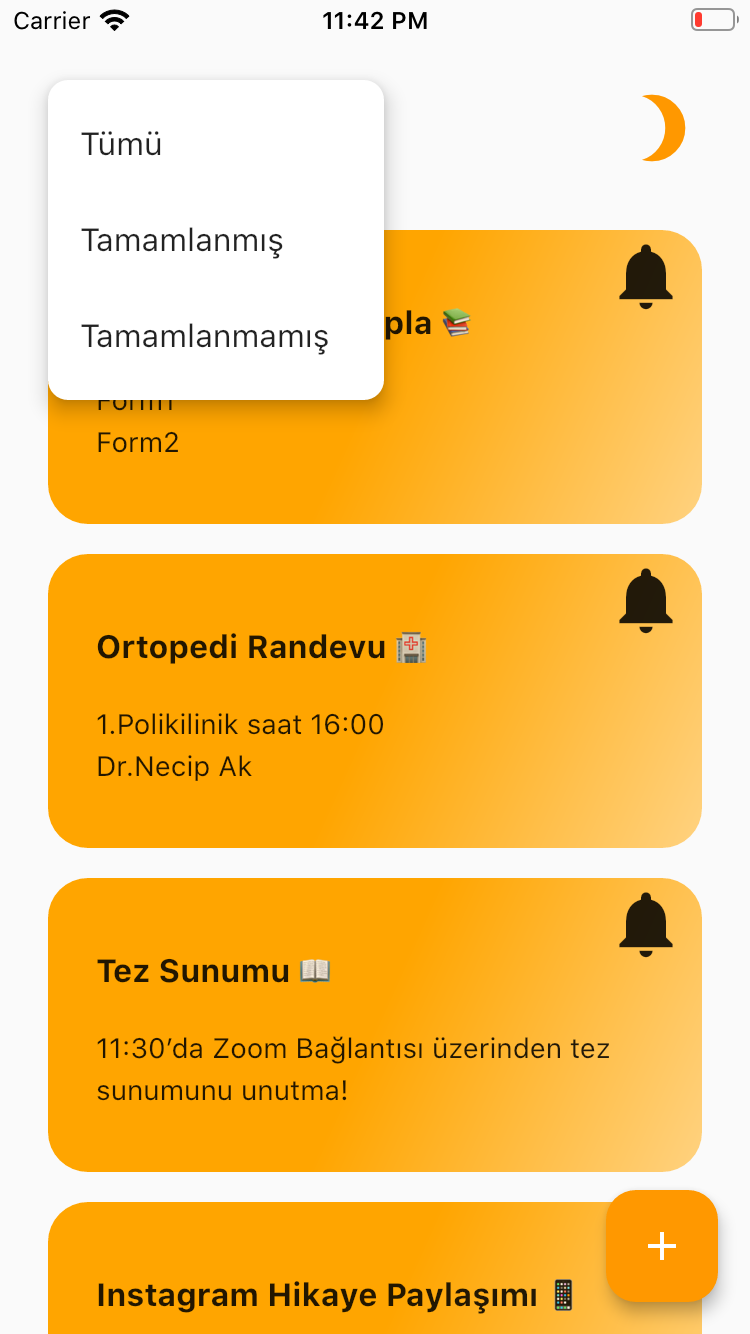 Carrier 11:42 PM
Tümü
Tamamlanmış
Tamamlanmamış
pla 📚
Form1
Form2
Ortopedi Randevu 🏥
1.Polikilinik saat 16:00
Dr.Necip Ak
Tez Sunumu 📖
11:30’da Zoom Bağlantısı üzerinden tez
sunumunu unutma!
Instagram Hikaye Paylaşımı 📱